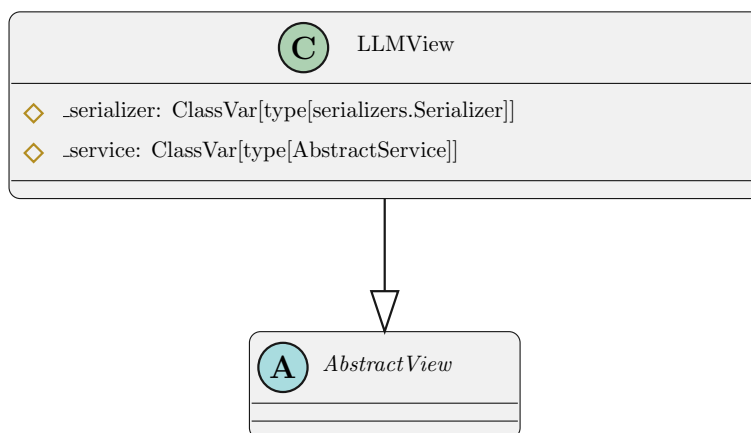 C LLMView
_serializer: ClassVar[type[serializers.Serializer]]
_service: ClassVar[type[AbstractService]]
A AbstractView